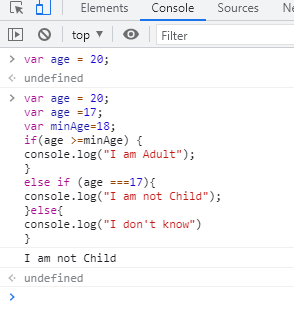 Elements Console Sources
top Filter
var age = 20;
undefined
var age = 20;
var age =17;
var minAge=18;
if(age >=minAge) {
console.log("I am Adult");
}
else if (age ===17){
console.log("I am not Child");
}else{
console.log("I don't know")
}
I am not Child
undefined